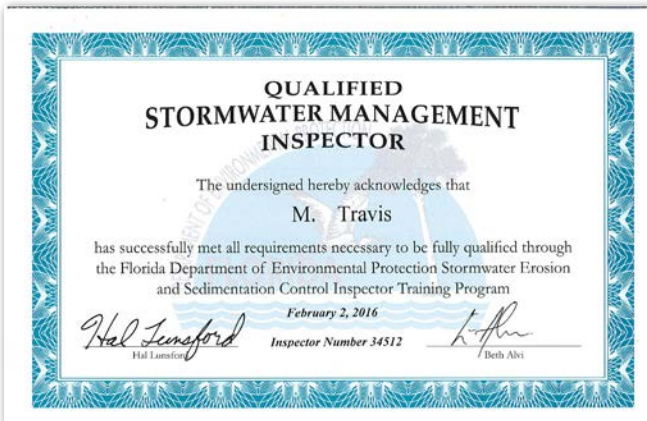 QUALIFIED
STORMWATER MANAGEMENT
INSPECTOR
The undersigned hereby acknowledges that
M. Travis
has successfully met all requirements necessary to be fully qualified through
the Florida Department of Environmental Protection Stormwater Erosion
and Sedimentation Control Inspector Training Program
February 2, 2016
Hal Lunsford
Hal Lunsford
Inspector Number 34512
Beth Alvi